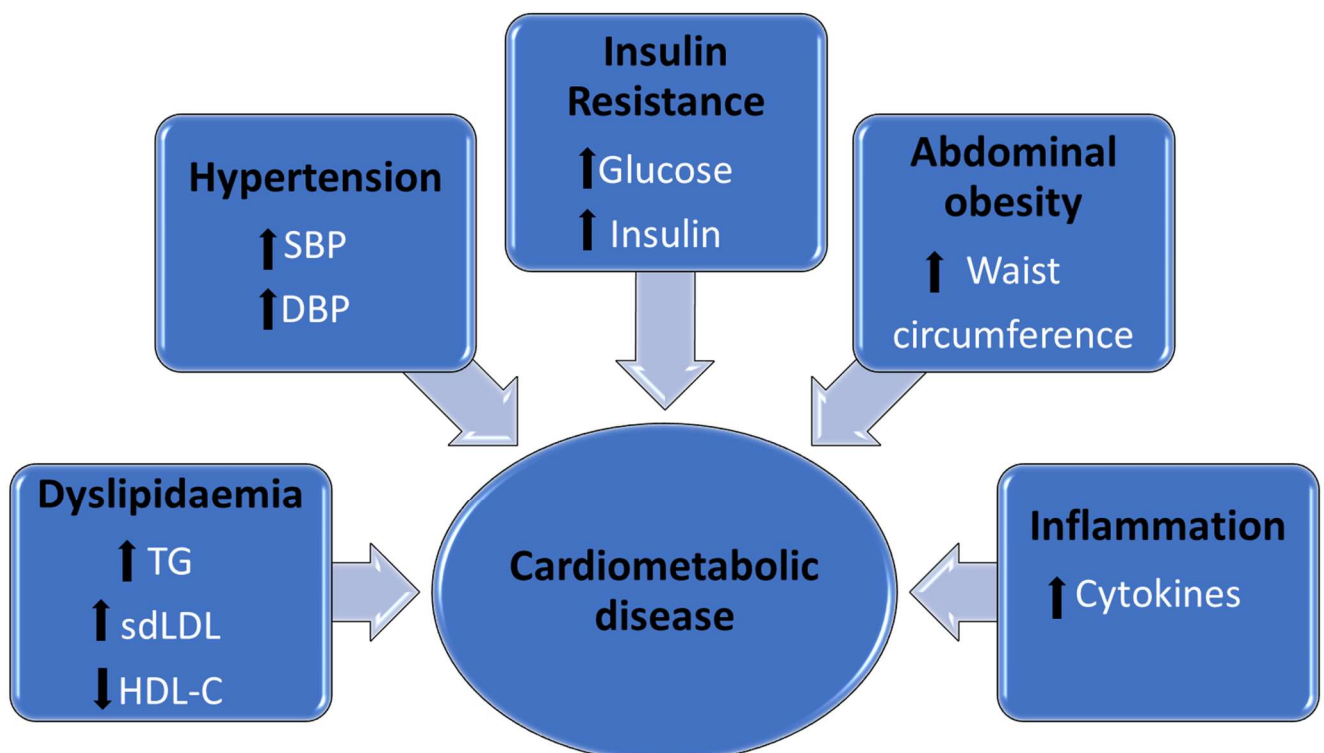 Insulin
Resistance
⬆Glucose
⬆ Insulin
Hypertension
⬆SBP
⬆DBP
Abdominal
obesity
⬆ Waist
circumference
Dyslipidaemia
⬆ TG
⬆ sdLDL
⬇HDL-C
Cardiometabolic
disease
Inflammation
⬆Cytokines